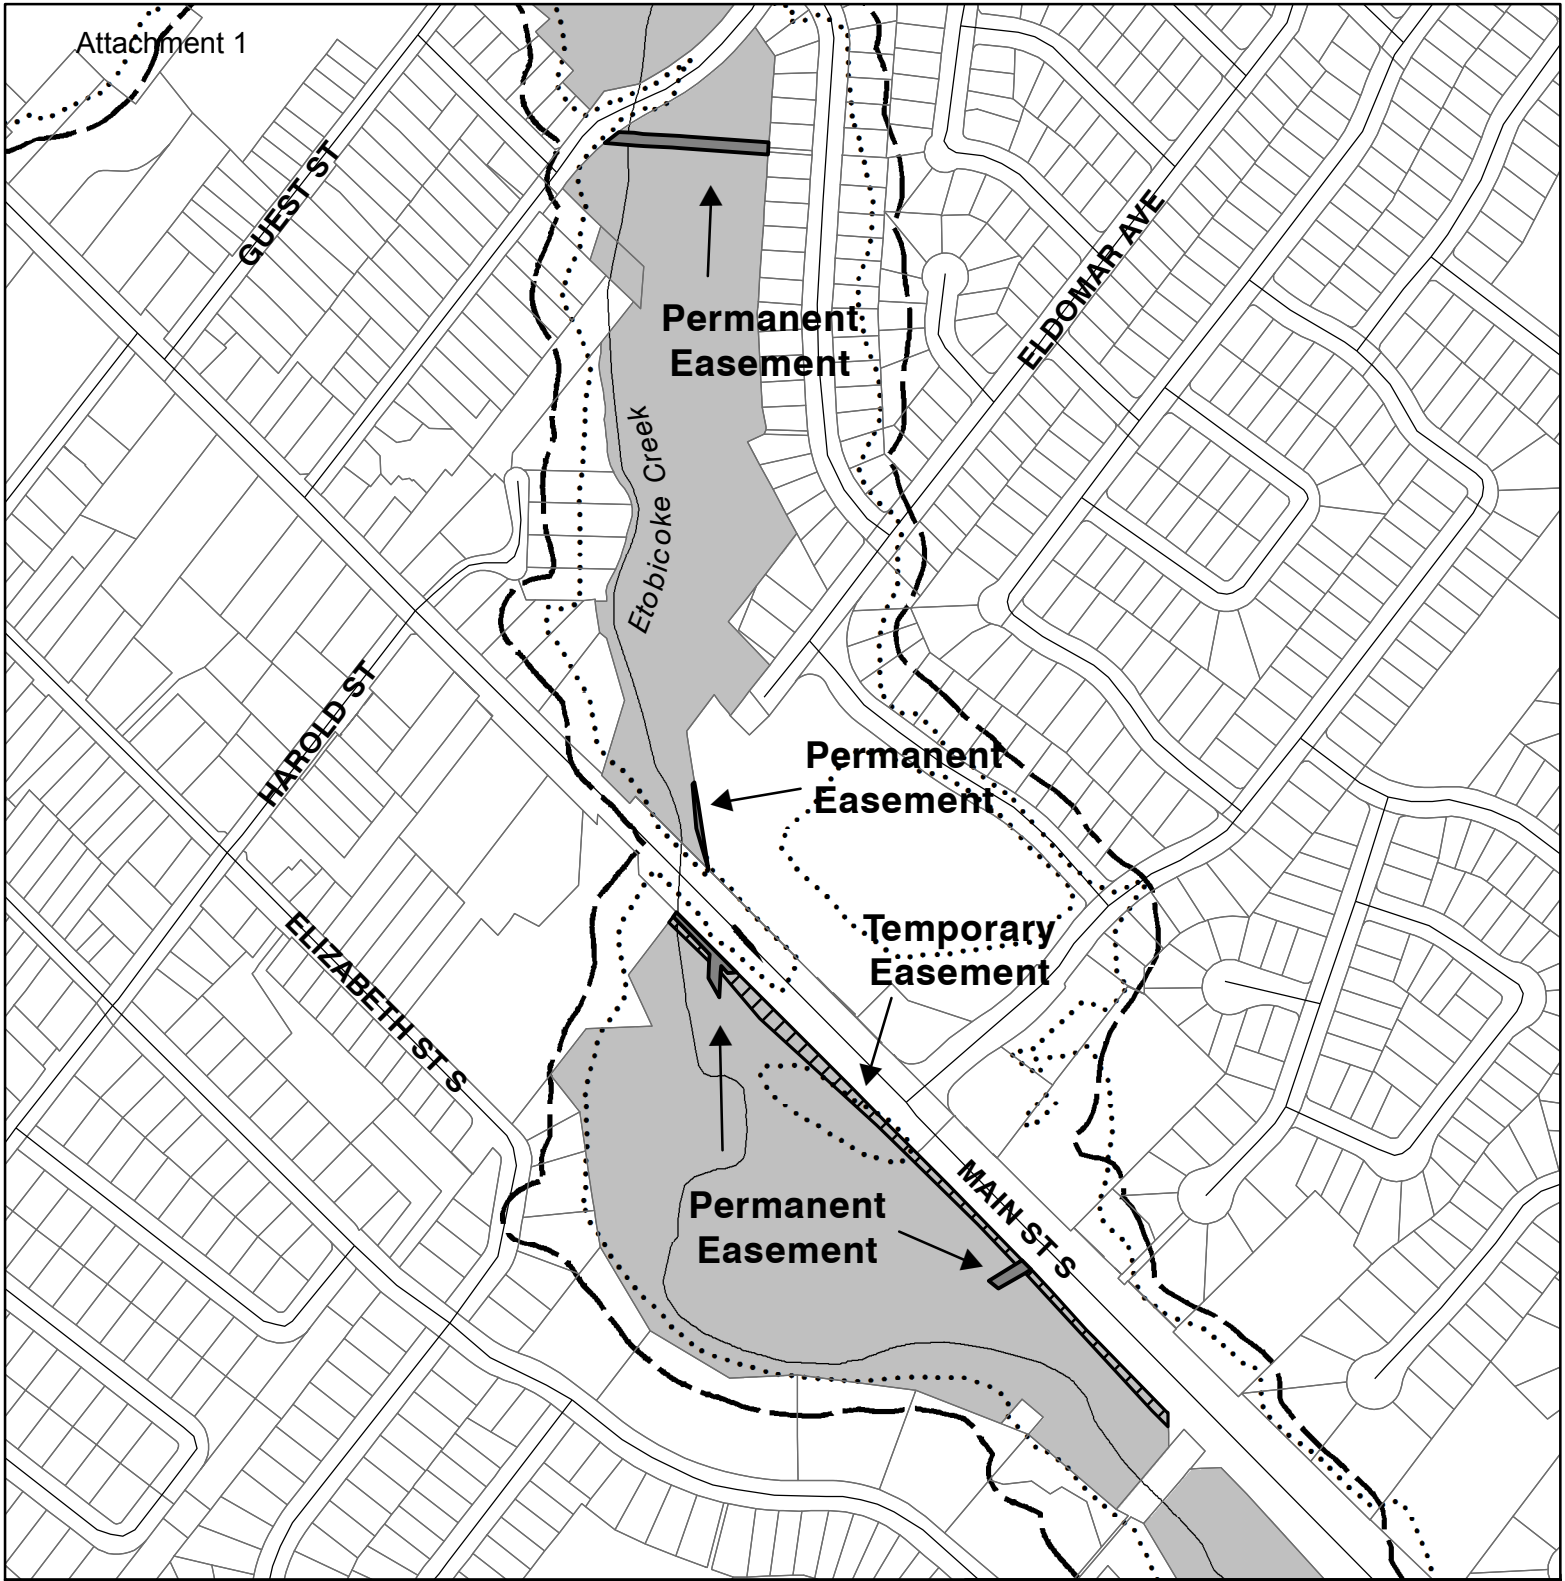 Attachment 1
GUEST ST
ELDOMAR AVE
Permanent
Easement
Etobicoke Creek
HAROLD ST
Permanent
Easement
ELIZABETH ST S
Temporary
Easement
MAIN ST S
Permanent
Easement